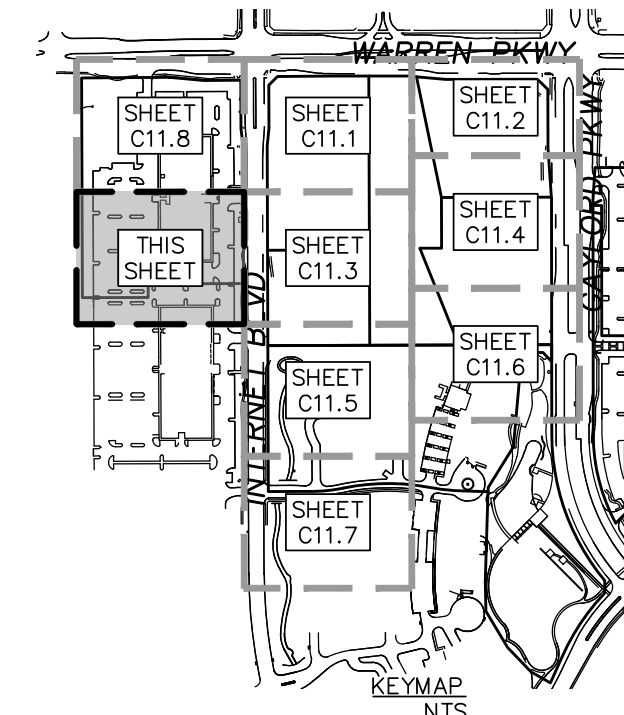 WARREN PKWY
SHEET
C11.8
SHEET
C11.1
SHEET
C11.2
GAYLORD PKWY
THIS
SHEET
SHEET
C11.3
SHEET
C11.4
INTERNET BLVD
SHEET
C11.5
SHEET
C11.6
SHEET
C11.7
KEYMAP
NTS